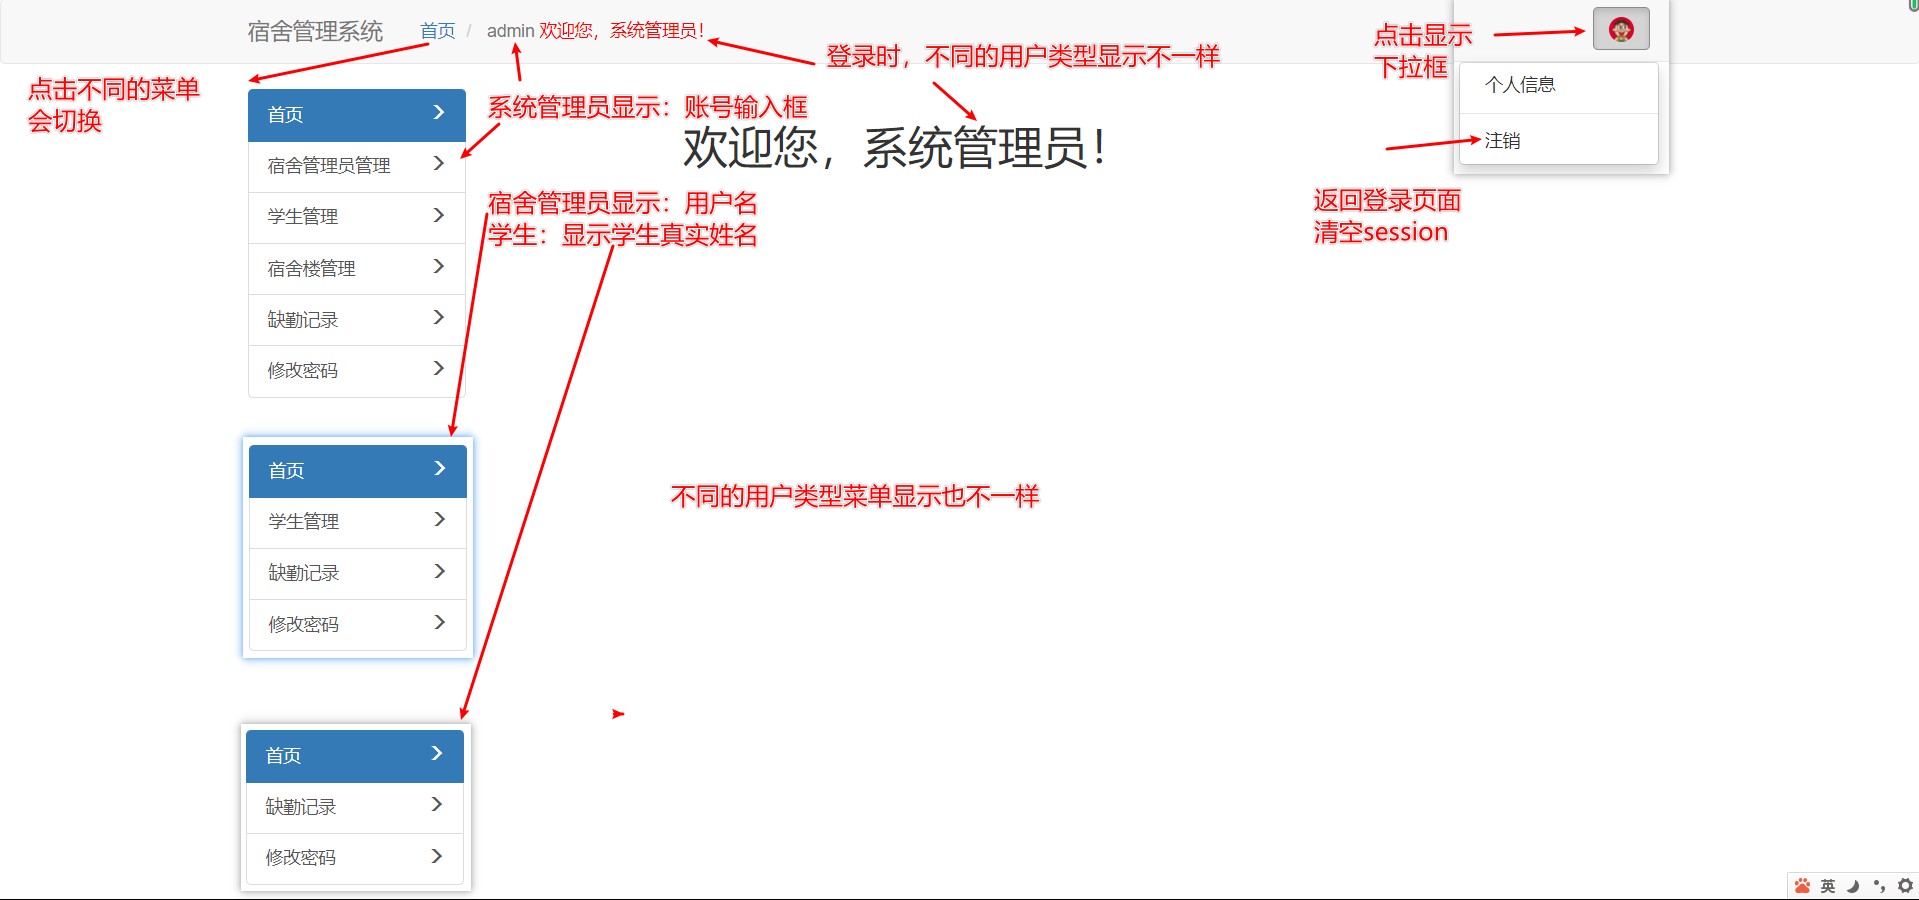 宿舍管理系统 首页 / admin 欢迎您，系统管理员！
点击显示
下拉框
登录时，不同的用户类型显示不一样
点击不同的菜单
会切换
系统管理员显示：账号输入框
欢迎您，系统管理员！
个人信息
注销
返回登录页面
清空session
首页
宿舍管理员管理
学生管理
宿舍楼管理
缺勤记录
修改密码
宿舍管理员显示：用户名
学生：显示学生真实姓名
不同的用户类型菜单显示也不一样
首页
学生管理
缺勤记录
修改密码
首页
缺勤记录
修改密码
英